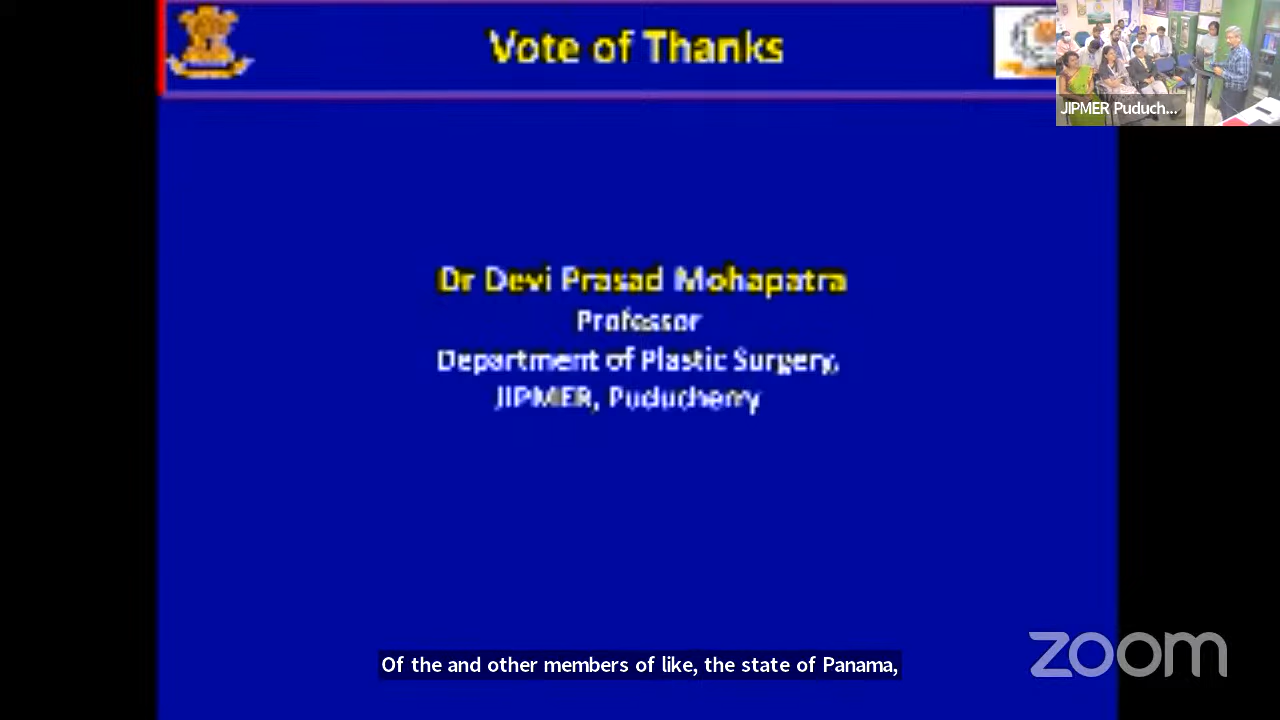 Vote of Thanks
JIPMER Puduch...
Dr Devi Prasad Mohapatra
Professor
Department of Plastic Surgery,
JIPMER, Puducherry
Of the and other members of like, the state of Panama,
zoom